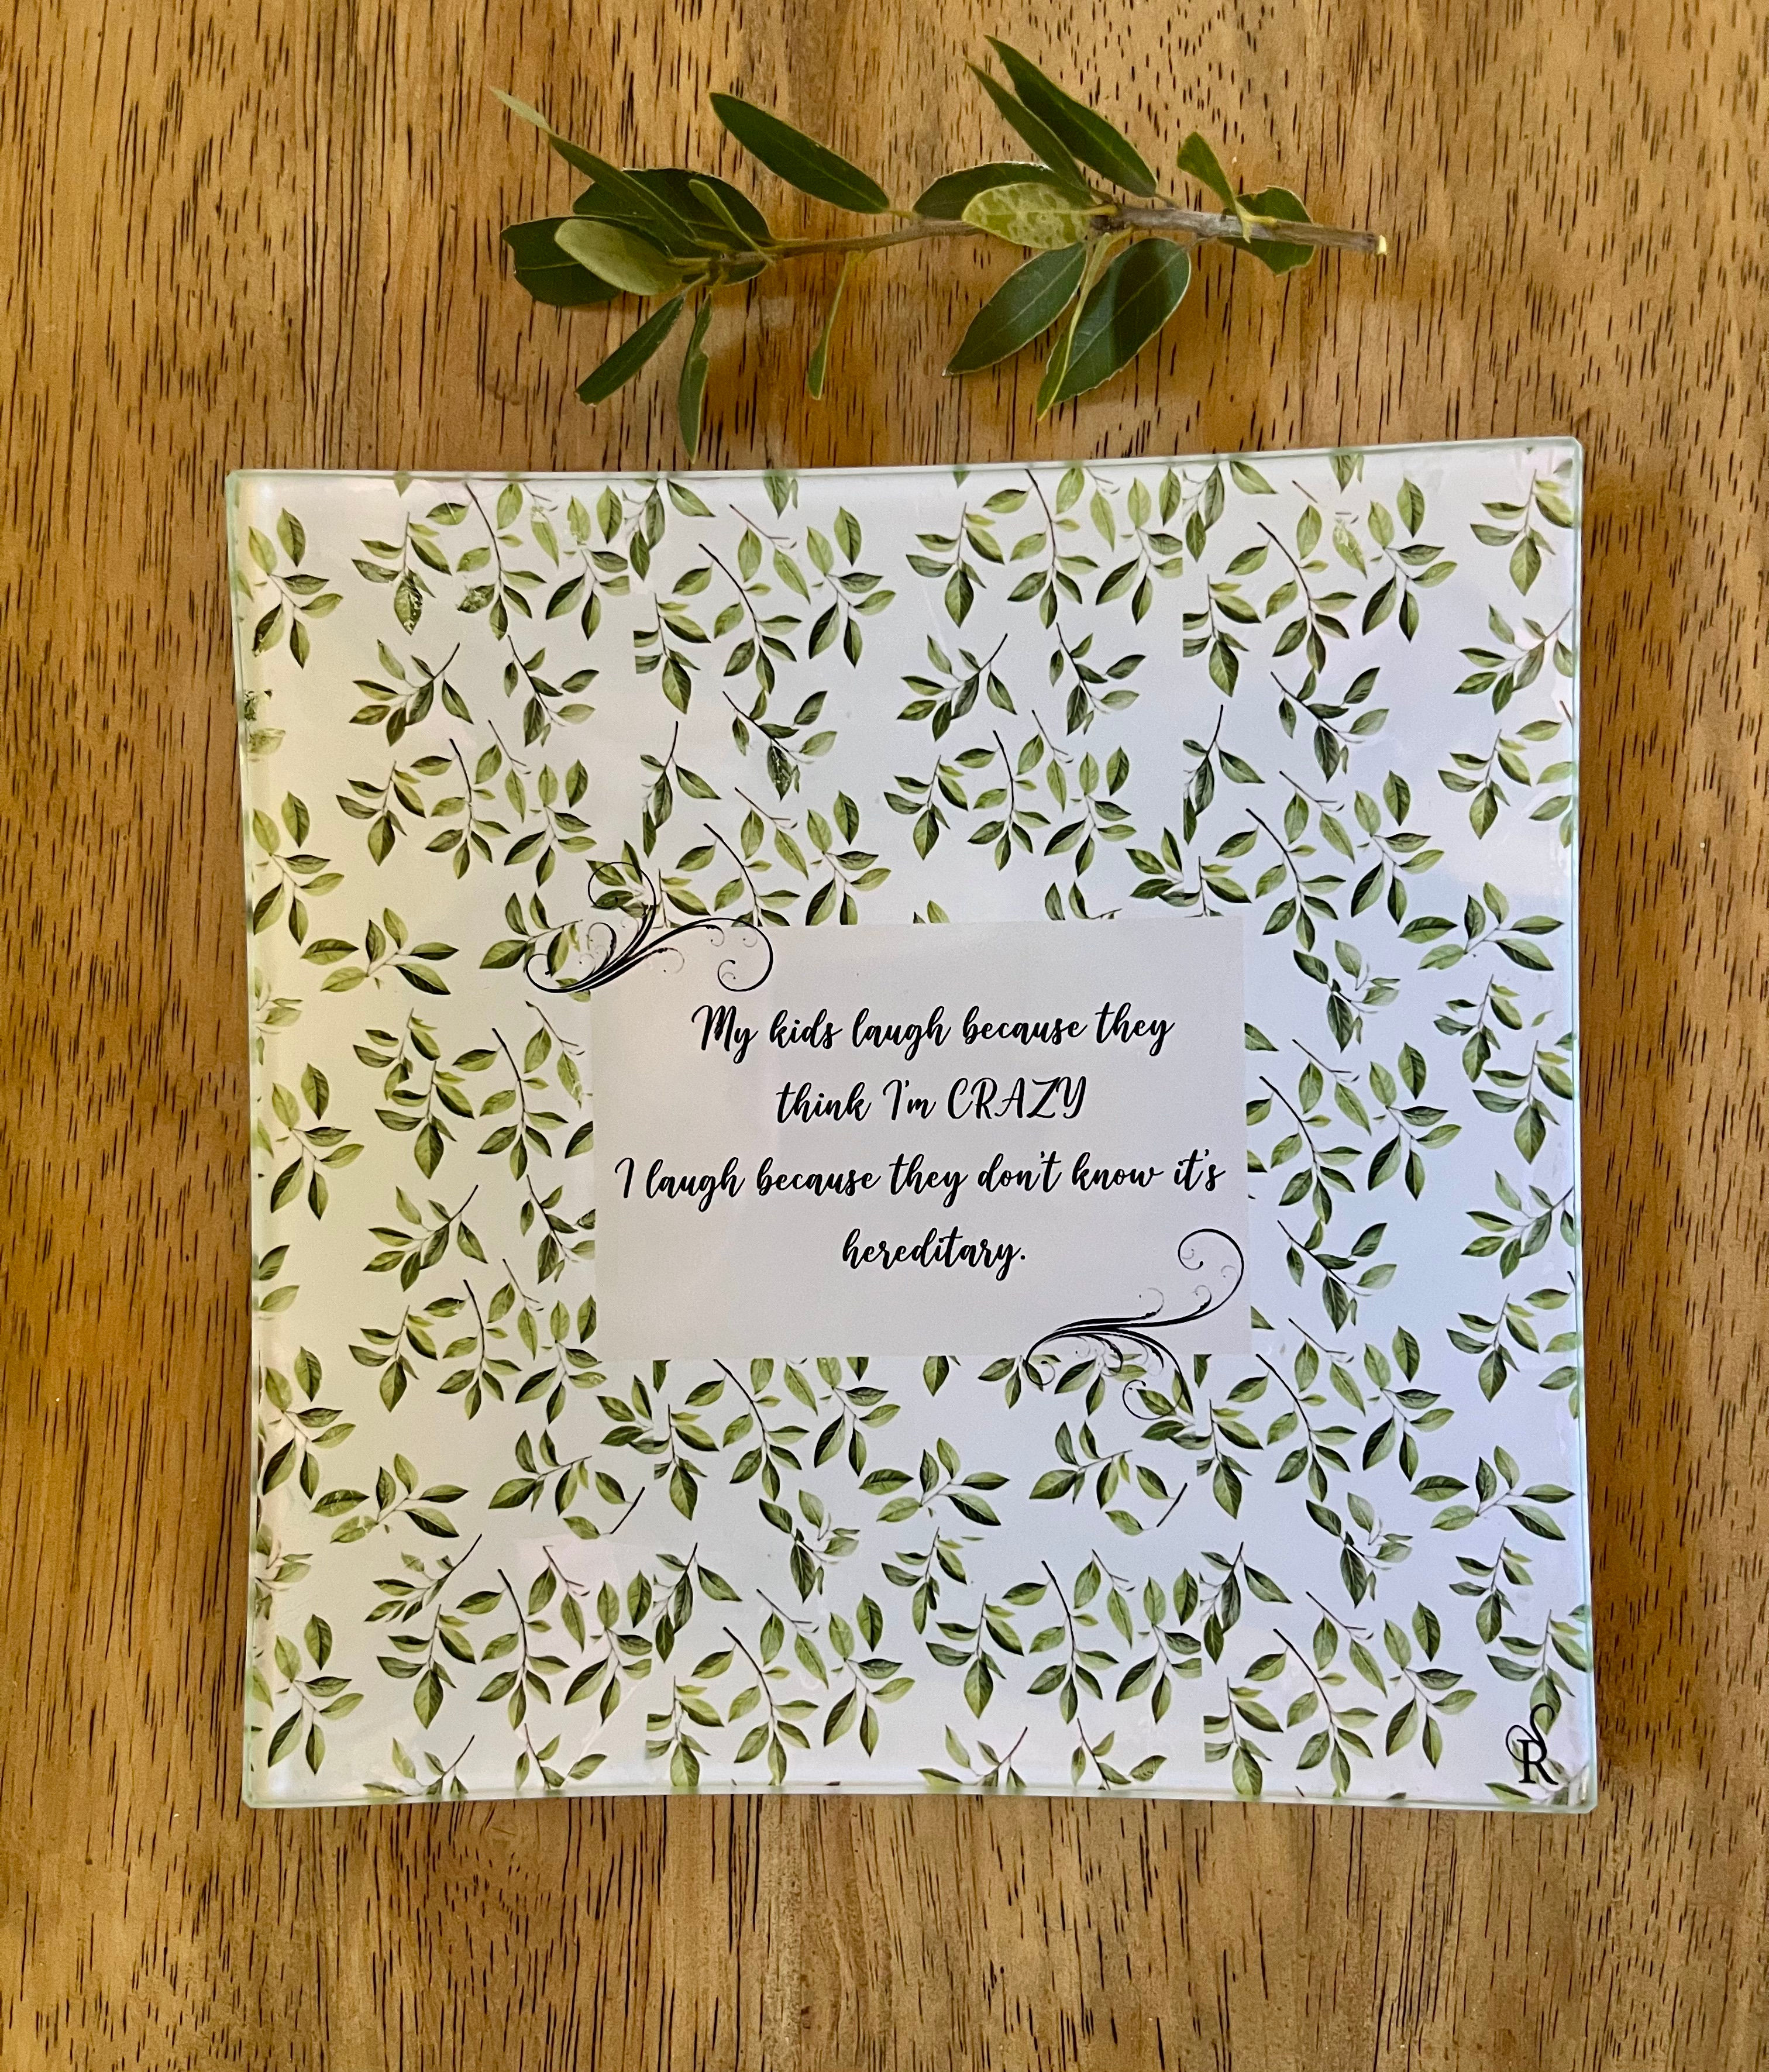 My kids laugh because they
think I'm CRAZY
I laugh because they don't know it's
hereditary.
SR